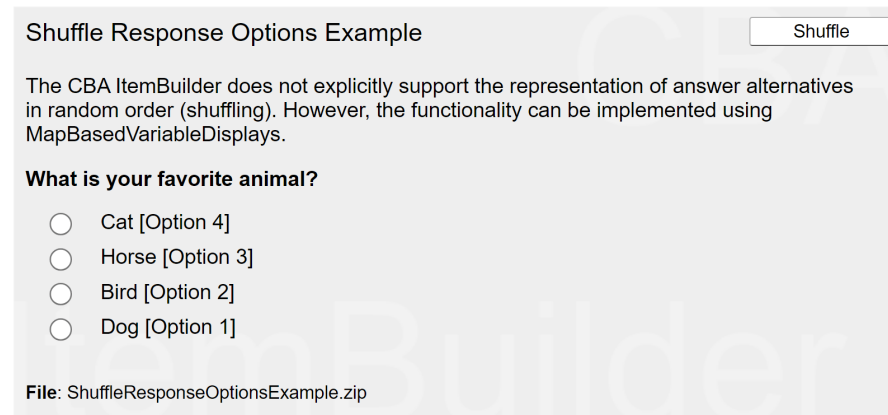 Shuffle Response Options Example
Shuffle
The CBA ItemBuilder does not explicitly support the representation of answer alternatives
in random order (shuffling). However, the functionality can be implemented using
MapBasedVariableDisplays.
What is your favorite animal?
Cat [Option 4]
Horse [Option 3]
Bird [Option 2]
Dog [Option 1]
File: ShuffleResponseOptionsExample.zip
CBA
ItemBuilder